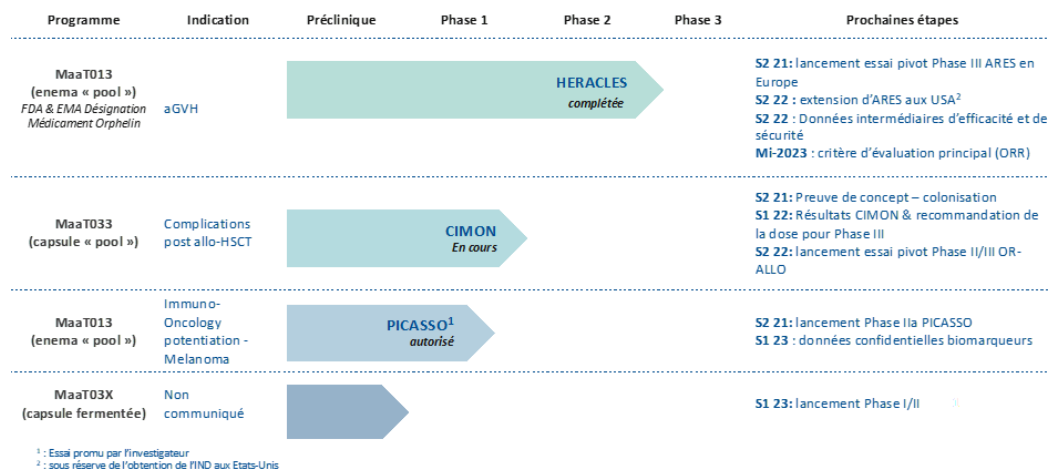 Programme Indication Préclinique Phase 1 Phase 2 Phase 3 Prochaines étapes
MaaT013
(enema « pool »)
FDA & EMA Désignation
Médicament Orphelin
aGVH
HERACLES
complétée
S2 21: lancement essai pivot Phase III ARES en
Europe
S2 22 : extension d'ARES aux USA²
S2 22 : Données intermédiaires d'efficacité et de
sécurité
Mi-2023 : critère d'évaluation principal (ORR)
MaaT033
(capsule « pool »)
Complications
post allo-HSCT
CIMON
En cours
S2 21: Preuve de concept – colonisation
S1 22: Résultats CIMON & recommandation de
la dose pour Phase III
S2 22: lancement essai pivot Phase II/III OR-
ALLO
MaaT013
(enema « pool »)
Immuno-
Oncology
potentiation -
Melanoma
PICASSO¹
autorisé
S2 21: lancement Phase IIa PICASSO
S1 23 : données confidentielles biomarqueurs
MaaT03X
(capsule fermentée)
Non
communiqué
S1 23: lancement Phase I/II
¹ : Essai promu par l'investigateur
² : sous réserve de l'obtention de l'IND aux Etats-Unis